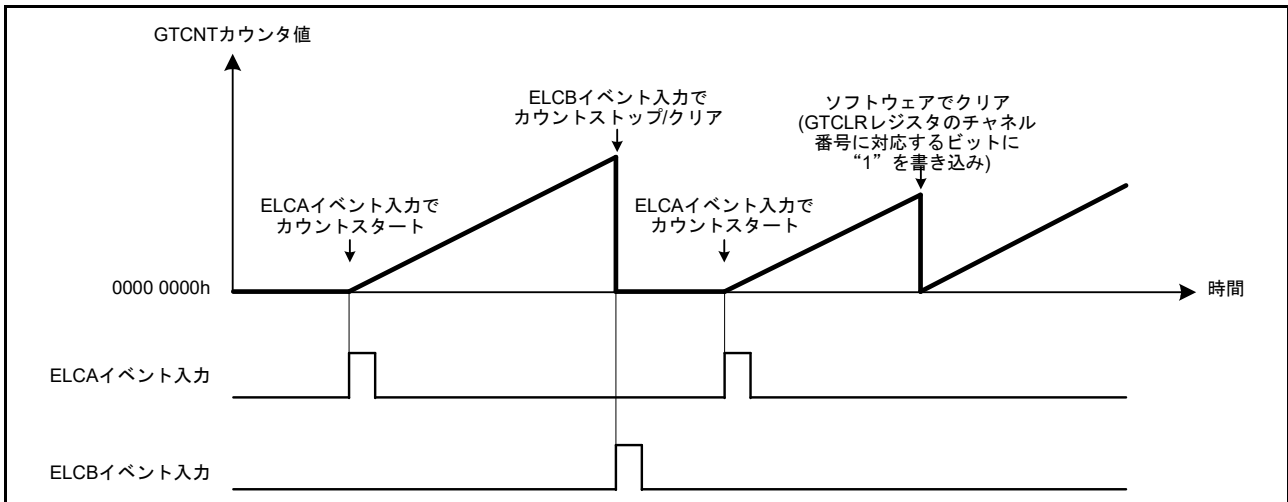 GTCNTカウンタ値
ELCBイベント入力で
カウントストップ/クリア
ソフトウェアでクリア
(GTCLRレジスタのチャネル
番号に対応するビットに
“1”を書き込み)
ELCAイベント入力で
カウントスタート
ELCAイベント入力で
カウントスタート
0000 0000h
時間
ELCAイベント入力
ELCBイベント入力